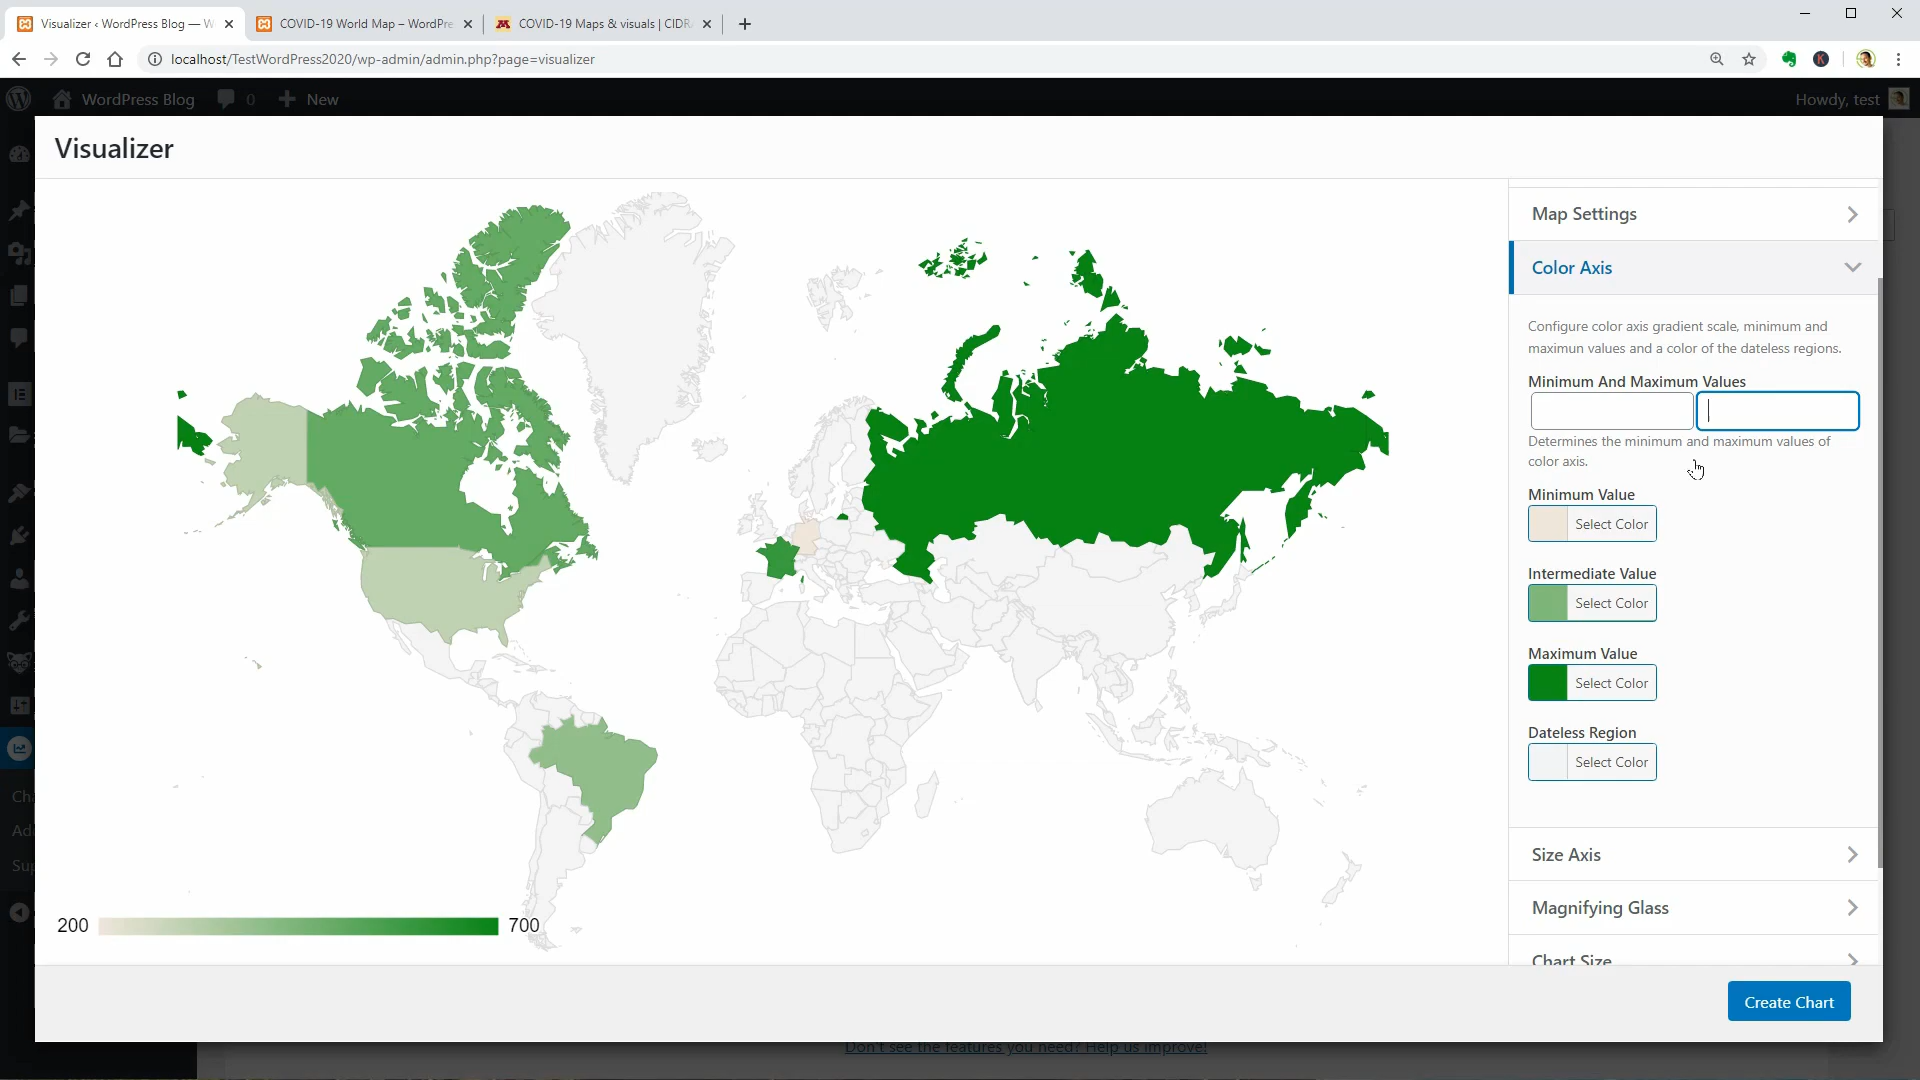 Visualizer ‹ WordPress Blog — W
COVID-19 World Map – WordPre
COVID-19 Maps & visuals | CIDR
localhost/TestWordPress2020/wp-admin/admin.php?page=visualizer
WordPress Blog
0
New
Howdy, test
Visualizer
Map Settings
Color Axis
Configure color axis gradient scale, minimum and
maximun values and a color of the dateless regions.
Minimum And Maximum Values
Determines the minimum and maximum values of
color axis.
Minimum Value
Select Color
Intermediate Value
Select Color
Maximum Value
Select Color
Dateless Region
Select Color
Ch
Ad
Sup
Size Axis
Magnifying Glass
200
700
Chart Size
Create Chart
Don't see the features you need? Help us improve!